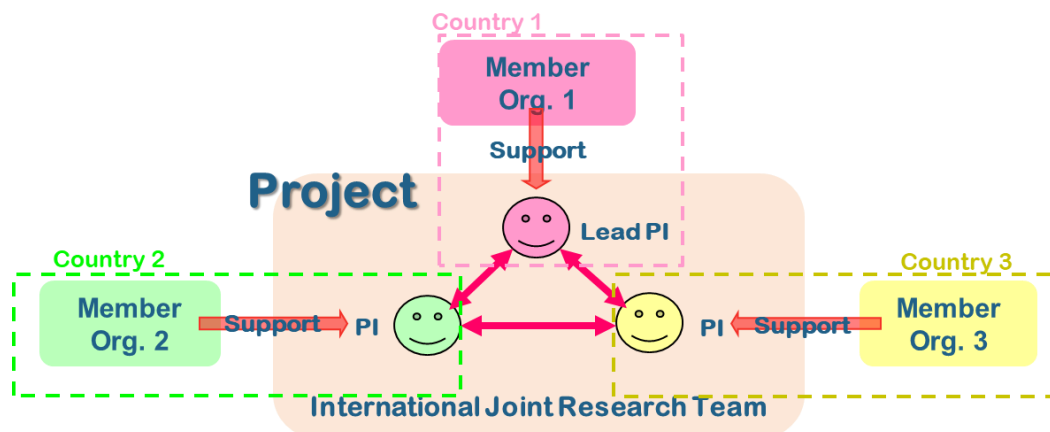 Country 1
Member
Org. 1
Support
Project
Lead PI
Country 2
Country 3
Member
Org. 2
Support
PI
PI
Support
Member
Org. 3
International Joint Research Team